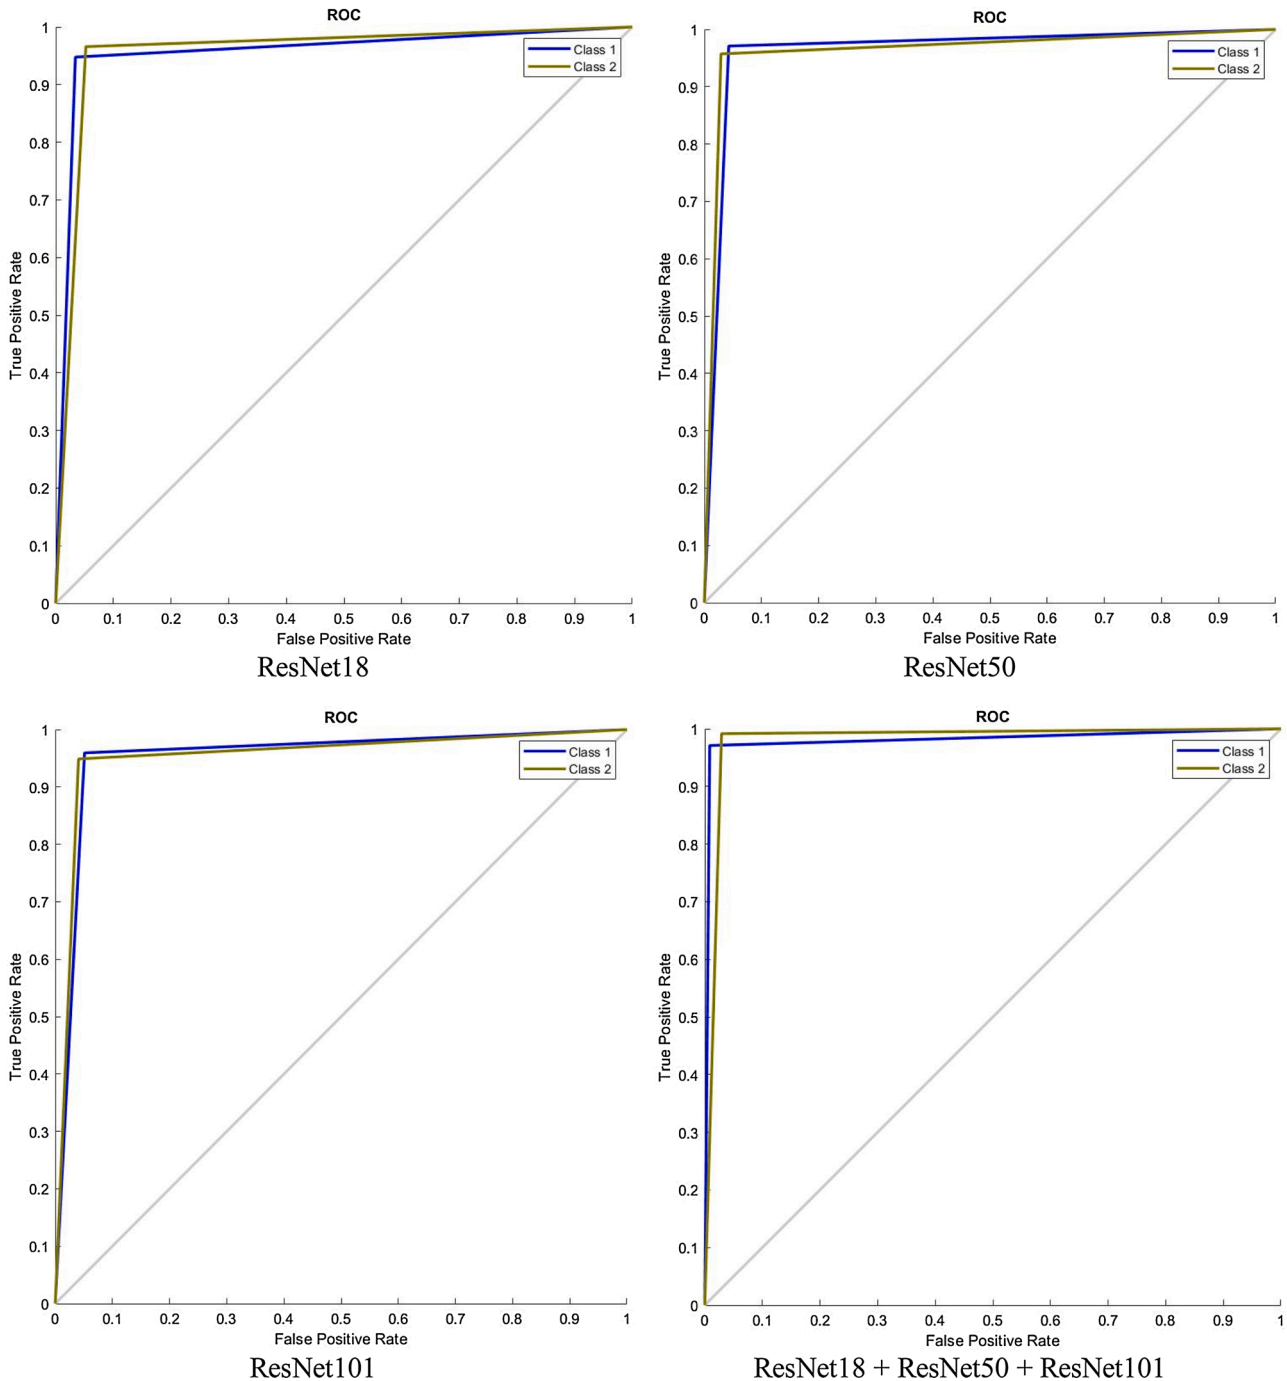 ROC
Class 1
Class 2
1
0.9
0.8
0.7
0.6
0.5
0.4
0.3
0.2
0.1
0
True Positive Rate
0 0.1 0.2 0.3 0.4 0.5 0.6 0.7 0.8 0.9 1
False Positive Rate
ResNet18
ROC
Class 1
Class 2
1
0.9
0.8
0.7
0.6
0.5
0.4
0.3
0.2
0.1
0
True Positive Rate
0 0.1 0.2 0.3 0.4 0.5 0.6 0.7 0.8 0.9 1
False Positive Rate
ResNet50
ROC
Class 1
Class 2
1
0.9
0.8
0.7
0.6
0.5
0.4
0.3
0.2
0.1
0
True Positive Rate
0 0.1 0.2 0.3 0.4 0.5 0.6 0.7 0.8 0.9 1
False Positive Rate
ResNet101
ROC
Class 1
Class 2
1
0.9
0.8
0.7
0.6
0.5
0.4
0.3
0.2
0.1
0
True Positive Rate
0 0.1 0.2 0.3 0.4 0.5 0.6 0.7 0.8 0.9 1
False Positive Rate
ResNet18 + ResNet50 + ResNet101